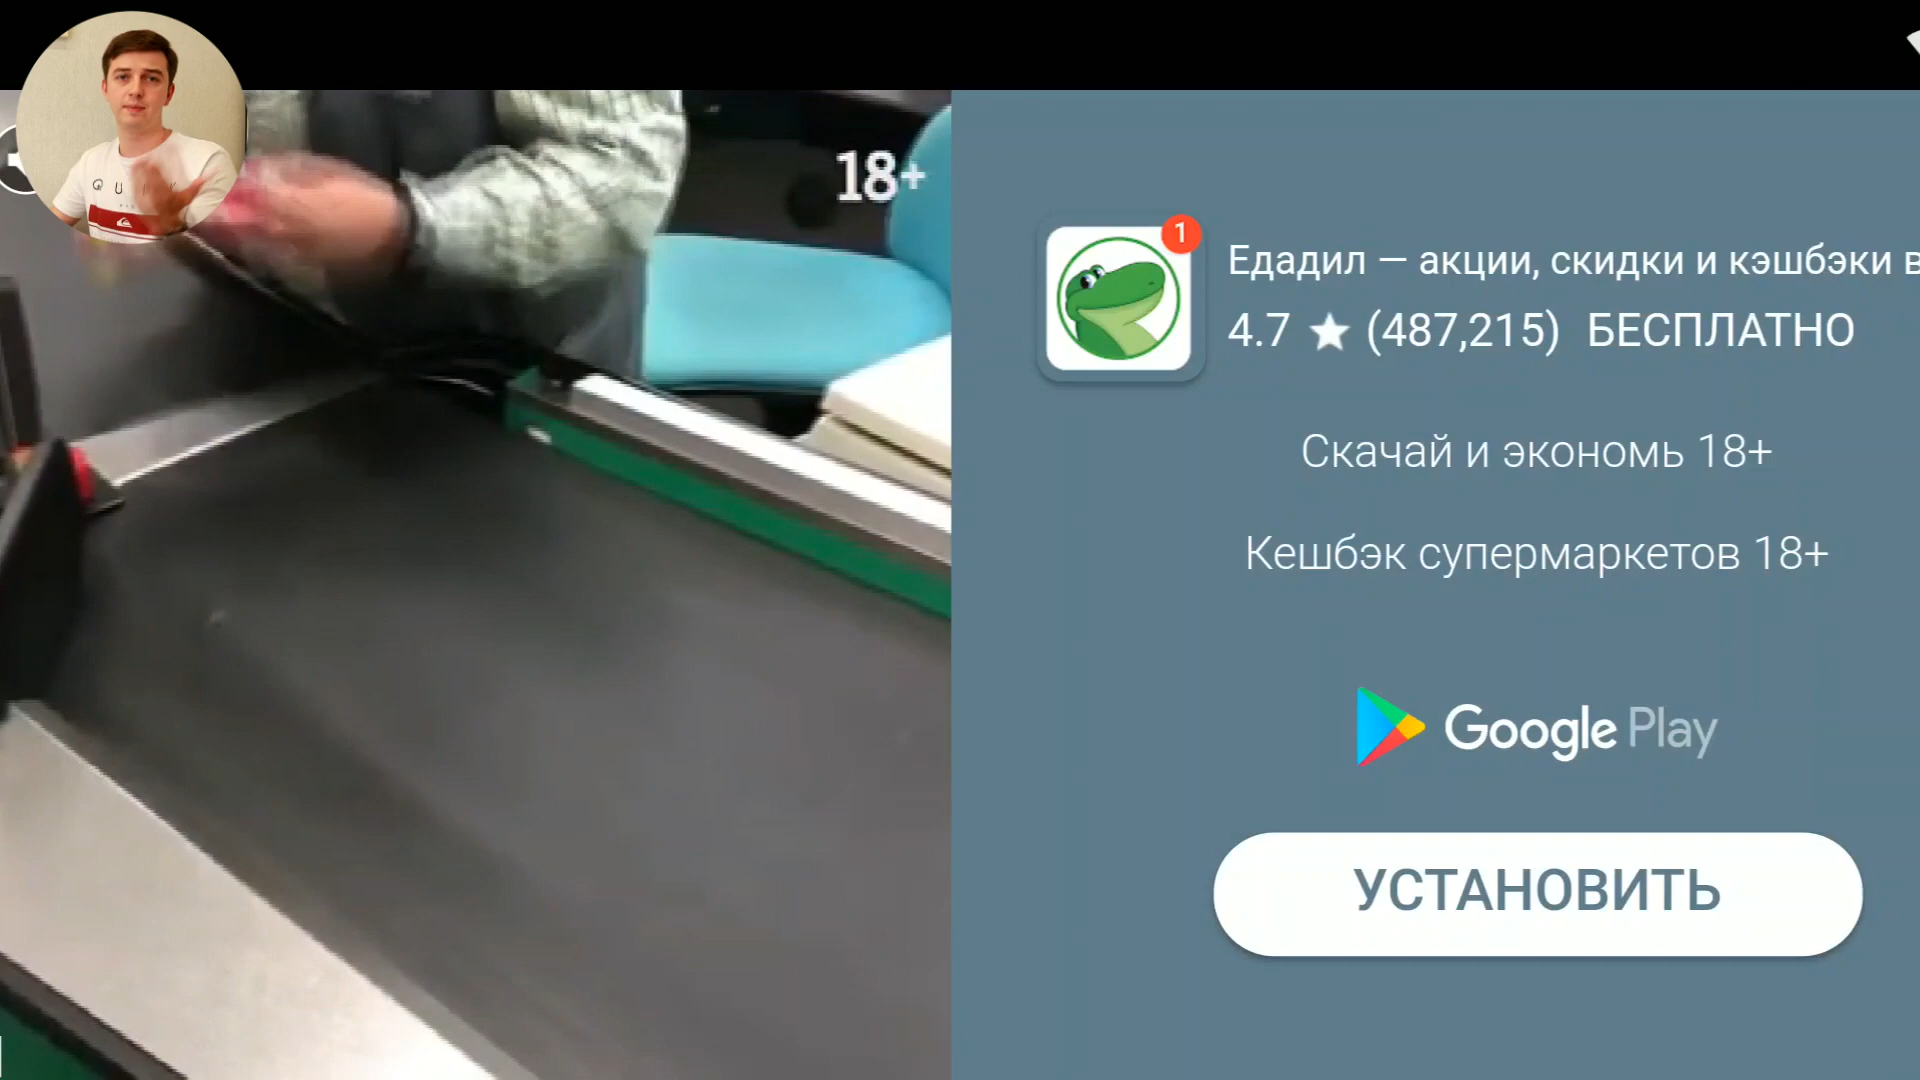 18+
1
Едадил — акции, скидки и кэшбэки в
4.7 ★ (487,215) БЕСПЛАТНО
Скачай и экономь 18+
Кешбэк супермаркетов 18+
Google Play
УСТАНОВИТЬ